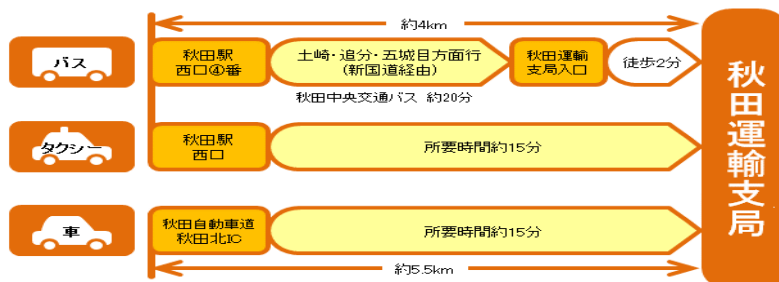 約4km
バス
秋田駅
西口④番
土崎・追分・五城目方面行
(新国道経由)
秋田運輸
支局入口
徒歩2分
秋田中央交通バス 約20分
タクシー
秋田駅
西口
所要時間約15分
車
秋田自動車道
秋田北IC
所要時間約15分
約5.5km
秋田運輸支局